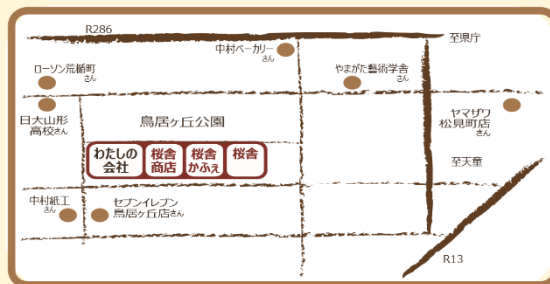 R286
至県庁
中村ベーカリー
さん
ローソン荒楯町
さん
やまがた藝術学舎
さん
日大山形
高校さん
鳥居ヶ丘公園
ヤマザワ
松見町店
さん
わたしの
会社
桜舎
商店
桜舎
かふぇ
桜舎
至天童
中村紙工
さん
セブンイレブン
鳥居ヶ丘店さん
R13